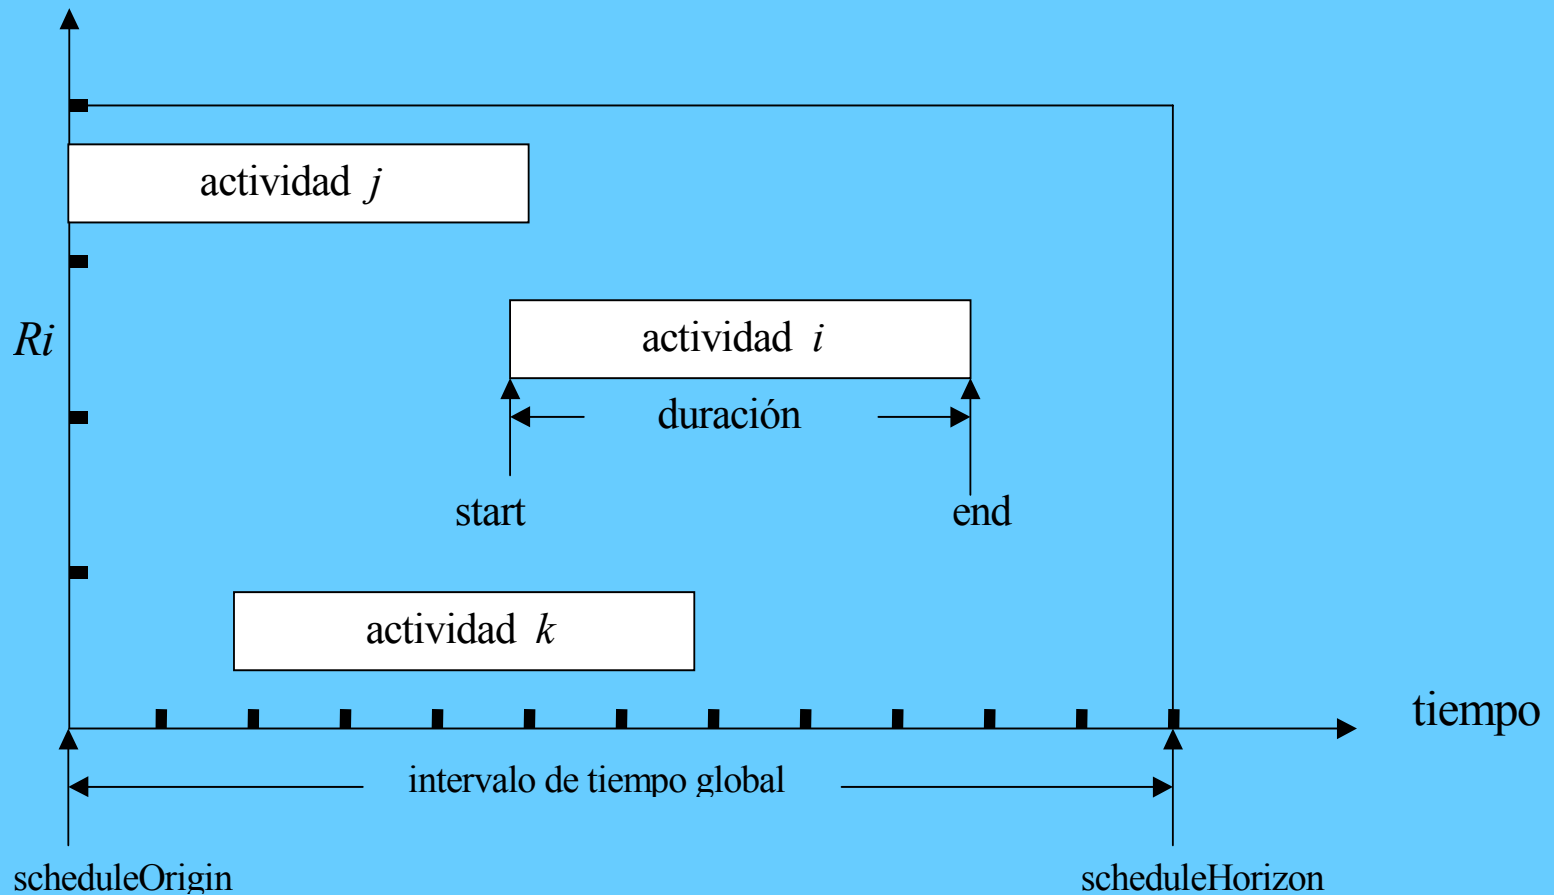 actividad j
Ri
actividad i
duración
start
end
actividad k
tiempo
intervalo de tiempo global
scheduleOrigin
scheduleHorizon